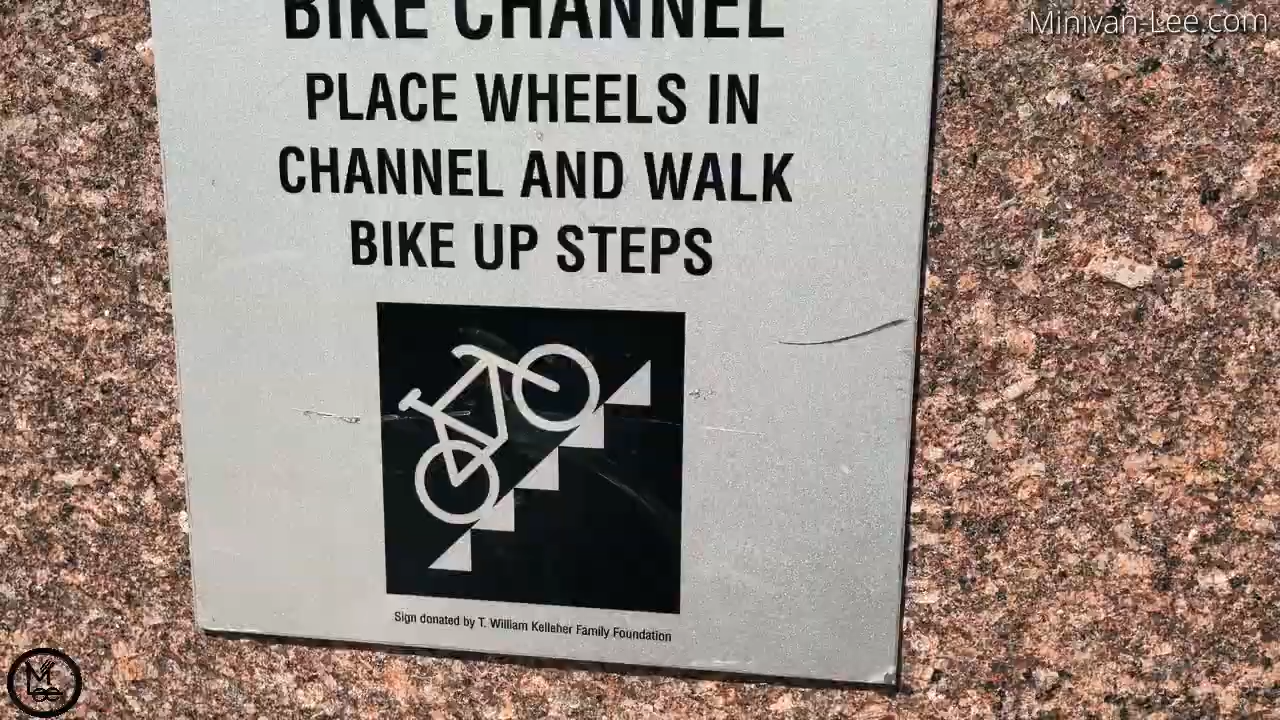 Minivan-Lee.com
BIKE CHANNEL
PLACE WHEELS IN
CHANNEL AND WALK
BIKE UP STEPS
Sign donated by T. William Kelleher Family Foundation
MLee